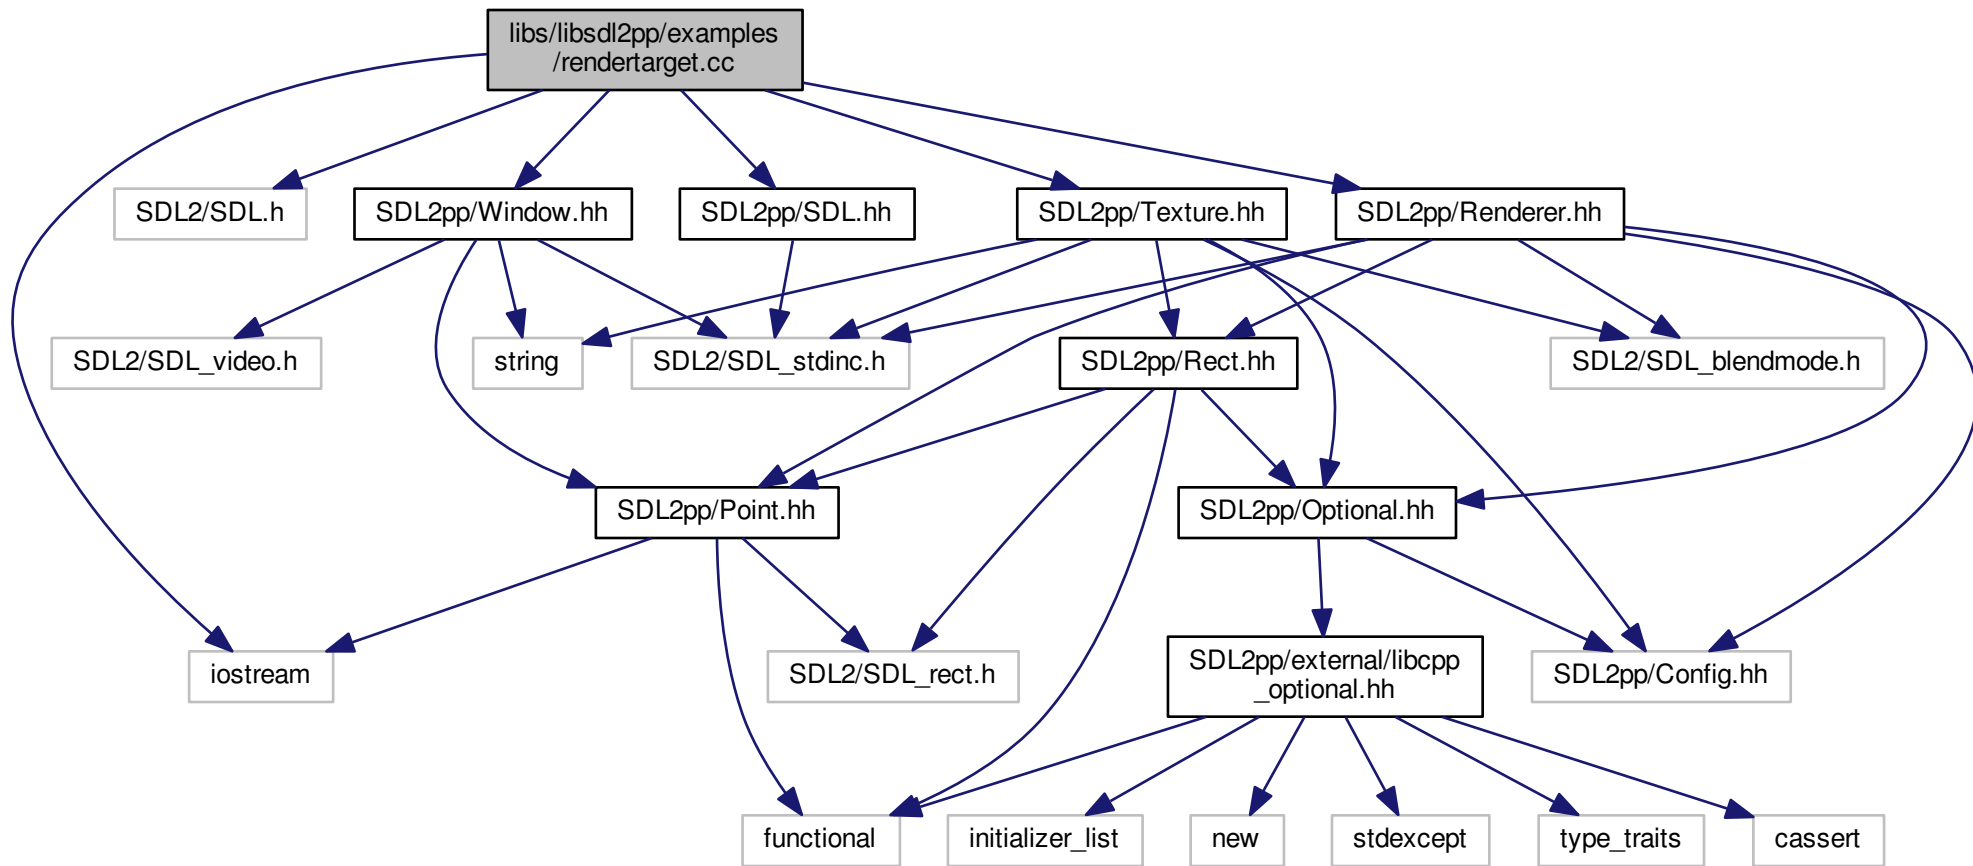 libs/libsdl2pp/examples
/rendertarget.cc
SDL2/SDL.h
SDL2pp/Window.hh
SDL2pp/SDL.hh
SDL2pp/Texture.hh
SDL2pp/Renderer.hh
SDL2/SDL_video.h
string
SDL2/SDL_stdinc.h
SDL2pp/Rect.hh
SDL2/SDL_blendmode.h
SDL2pp/Point.hh
SDL2pp/Optional.hh
iostream
SDL2/SDL_rect.h
SDL2pp/external/libcpp
_optional.hh
SDL2pp/Config.hh
functional
initializer_list
new
stdexcept
type_traits
cassert